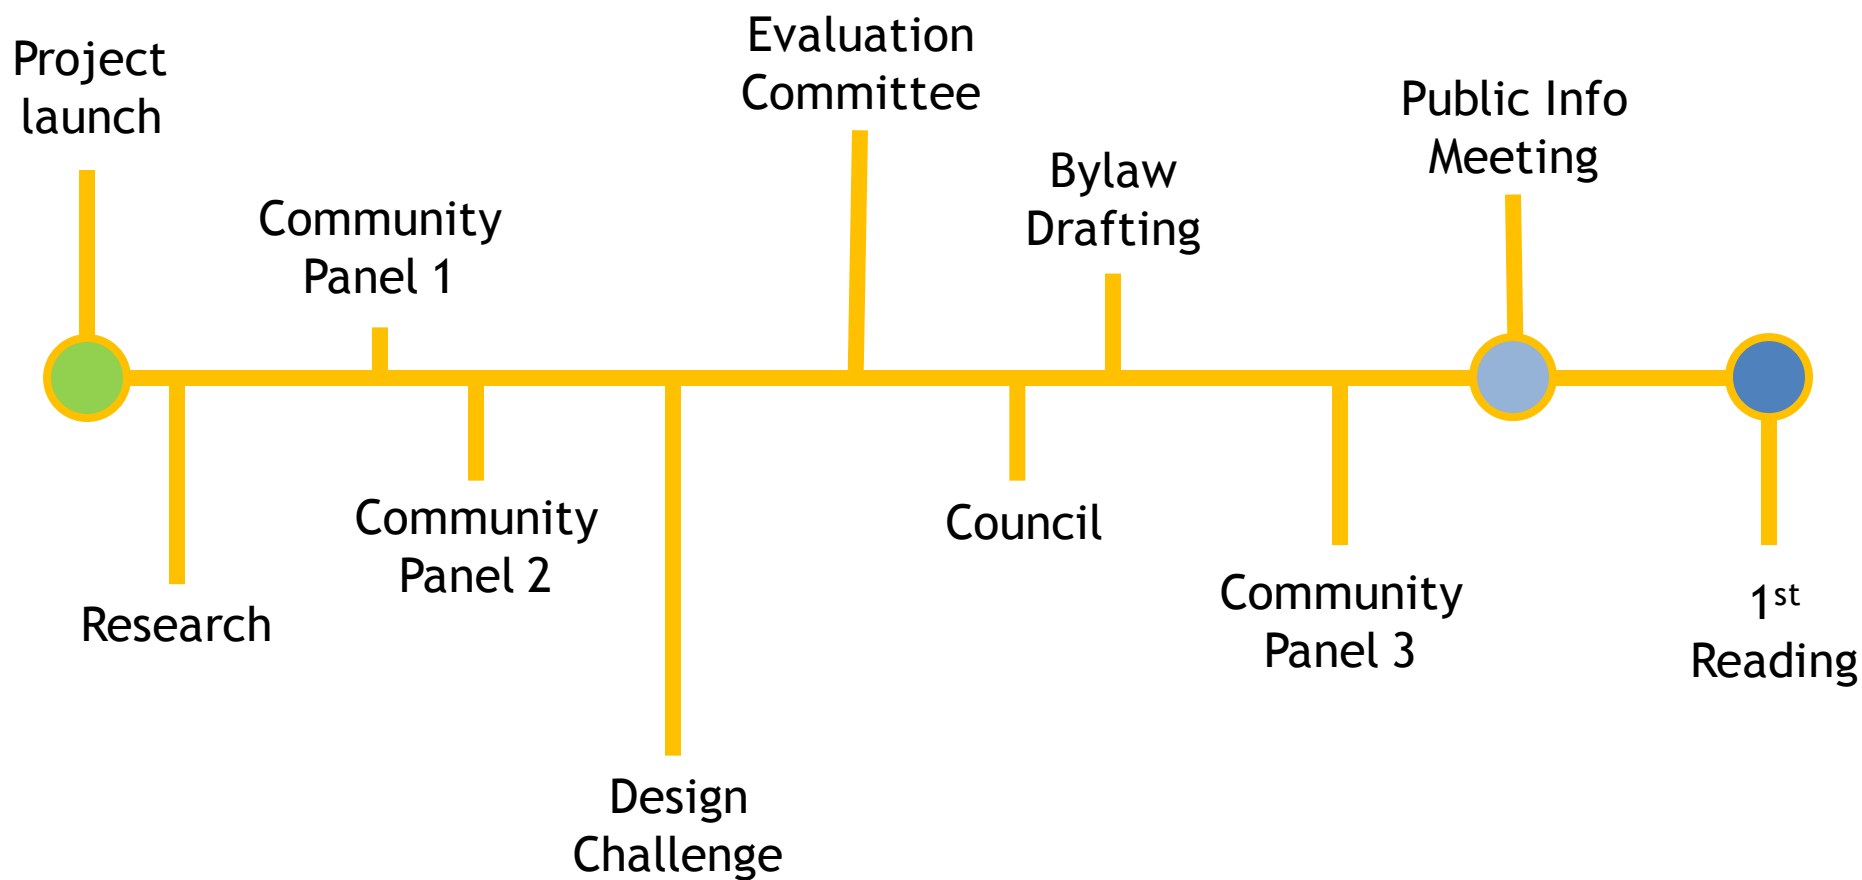 Project
launch
Research
Community
Panel 1
Community
Panel 2
Design
Challenge
Evaluation
Committee
Council
Bylaw
Drafting
Community
Panel 3
Public Info
Meeting
1st
Reading